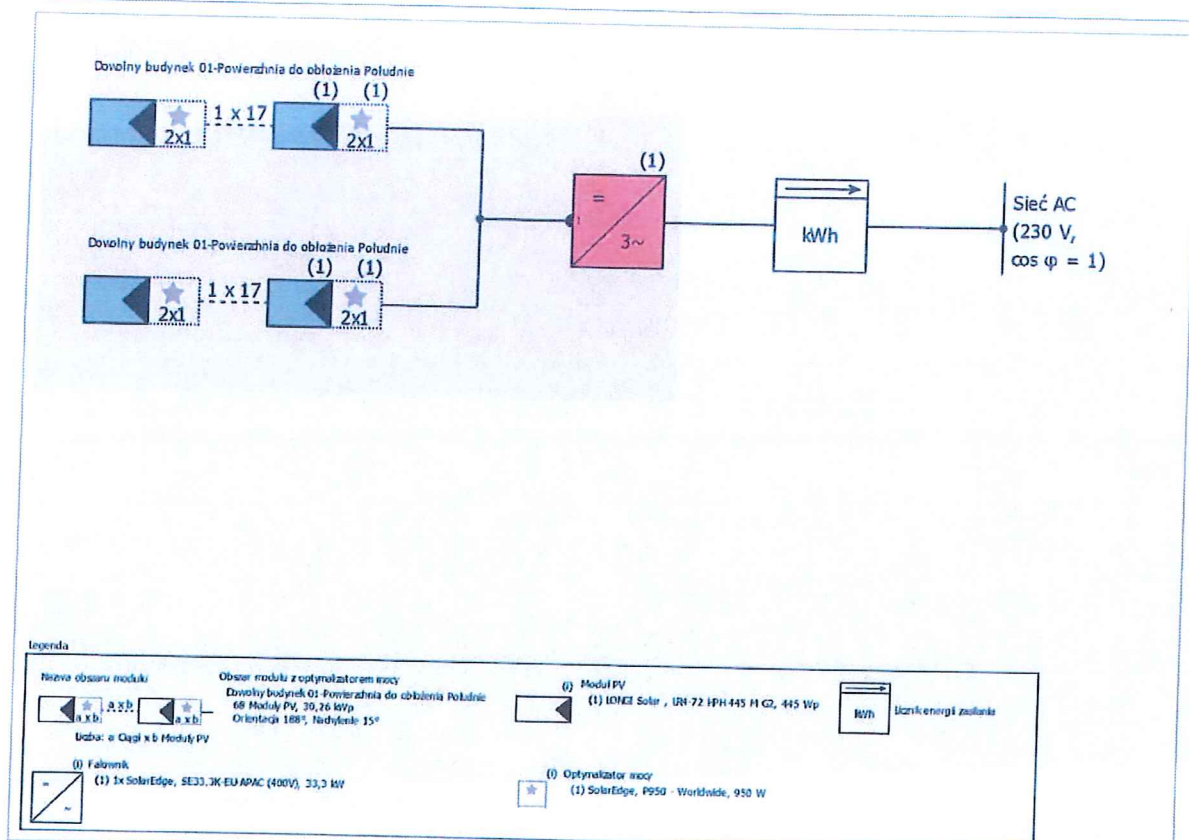 Dowolny budynek 01-Powierzchnia do obłożenia Południe
(1) (1)
1 x 17
2x1 2x1
(1)
=
3~
kWh
Sieć AC
(230 V,
cos φ = 1)
Dowolny budynek 01-Powierzchnia do obłożenia Południe
(1) (1)
1 x 17
2x1 2x1
Legenda
Nazwa obszaru modułu
a x b
a x b a x b
Liczba: a Ciągi x b Moduły PV
Obszar modułu z optymalizatorem mocy
Dowolny budynek 01-Powierzchnia do obłożenia Południe
68 Moduły PV, 30,26 kWp
Orientacja 188°, Nachylenie 15°
(i) Moduł PV
(1) LONGI Solar , LR4-72 HPH 445 M G2, 445 Wp
kWh
Licznik energii zasilania
(i) Falownik
= ~
(1) 1x SolarEdge, SE33.3K-EU-APAC (400V), 33,3 kW
(i) Optymalizator mocy
(1) SolarEdge, P950 - Worldwide, 950 W